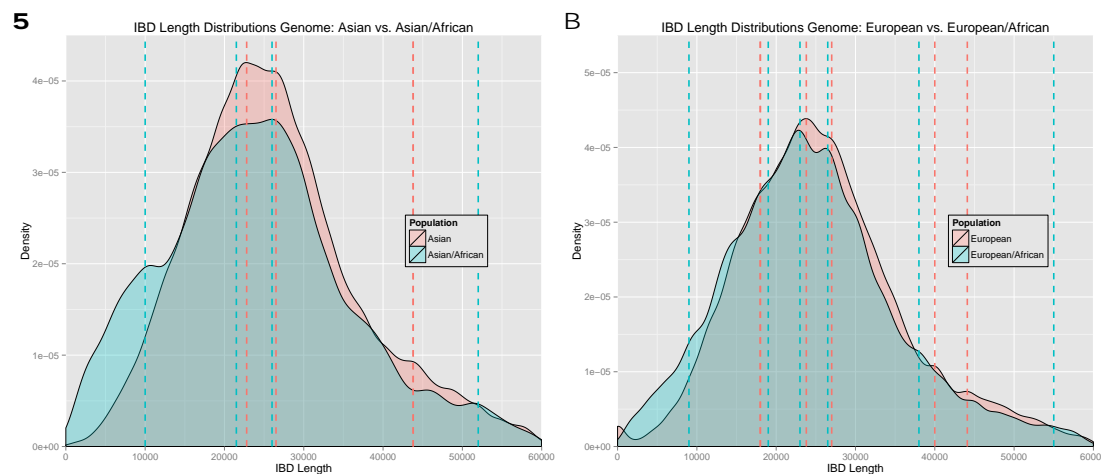 5
IBD Length Distributions Genome: Asian vs. Asian/African
4e−05
3e−05
2e−05
1e−05
0e+00
Density
Population
Asian
Asian/African
0 10000 20000 30000 40000 50000 60000
IBD Length
B
IBD Length Distributions Genome: European vs. European/African
5e−05
4e−05
3e−05
2e−05
1e−05
0e+00
Density
Population
European
European/African
0 10000 20000 30000 40000 50000 6000
IBD Length